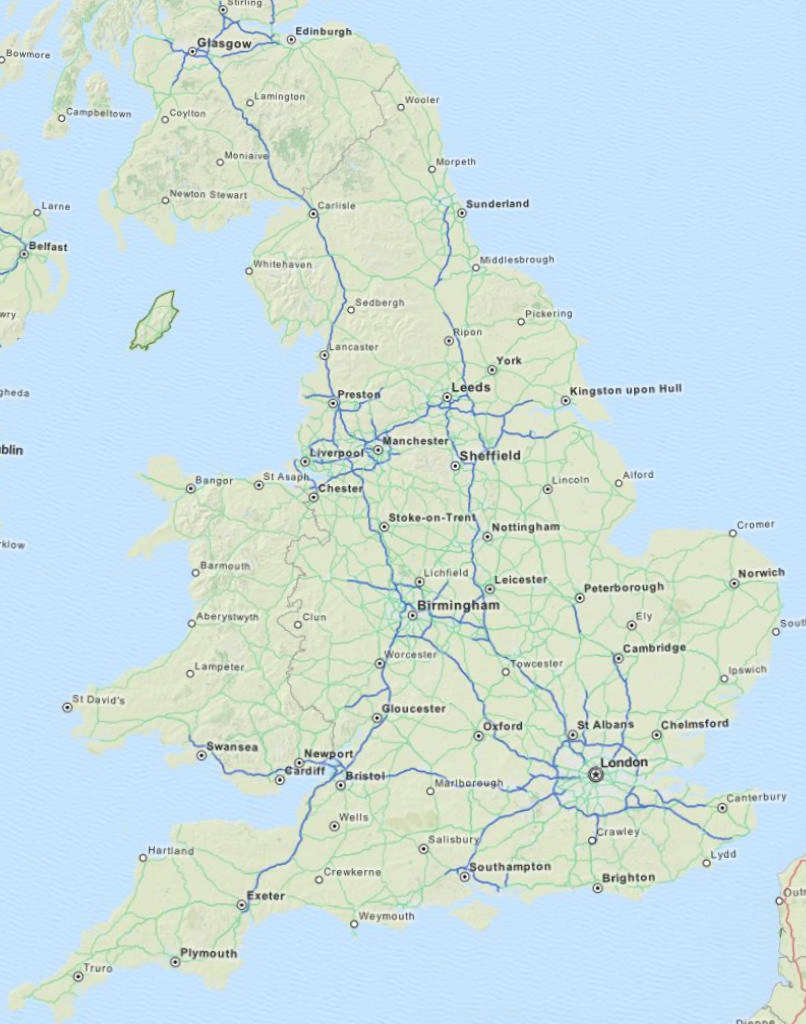 Stirling
Edinburgh
Glasgow
Bowmore
Lamington
Wooler
Campbeltown
Coylton
Moniaive
Morpeth
Newton Stewart
Larne
Carlisle
Sunderland
Belfast
Whitehaven
Middlesbrough
Sedbergh
wry
Pickering
Ripon
Lancaster
York
gheda
Preston
Leeds
Kingston upon Hull
blin
Manchester
Liverpool
Sheffield
Bangor
St Asaph
Chester
Lincoln
Alford
Stoke-on-Trent
Nottingham
Cromer
rklow
Barmouth
Lichfield
Leicester
Peterborough
Norwich
Aberystwyth
Clun
Birmingham
Ely
Sout
Worcester
Cambridge
Lampeter
Towcester
Ipswich
St David's
Gloucester
Oxford
St Albans
Chelmsford
Swansea
Newport
London
Cardiff
Bristol
Marlborough
Canterbury
Wells
Crawley
Hartland
Salisbury
Lydd
Crewkerne
Southampton
Brighton
Exeter
Outr
Weymouth
Plymouth
Truro
Dieppe